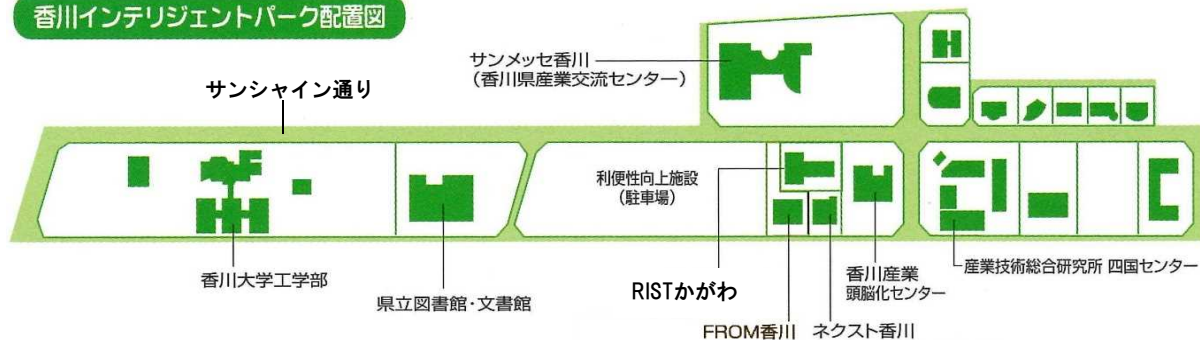 香川インテリジェントパーク配置図
サンメッセ香川
(香川県産業交流センター)
サンシャイン通り
利便性向上施設
(駐車場)
香川大学工学部
県立図書館・文書館
RISTかがわ
香川産業
頭脳化センター
産業技術総合研究所 四国センター
FROM香川
ネクスト香川